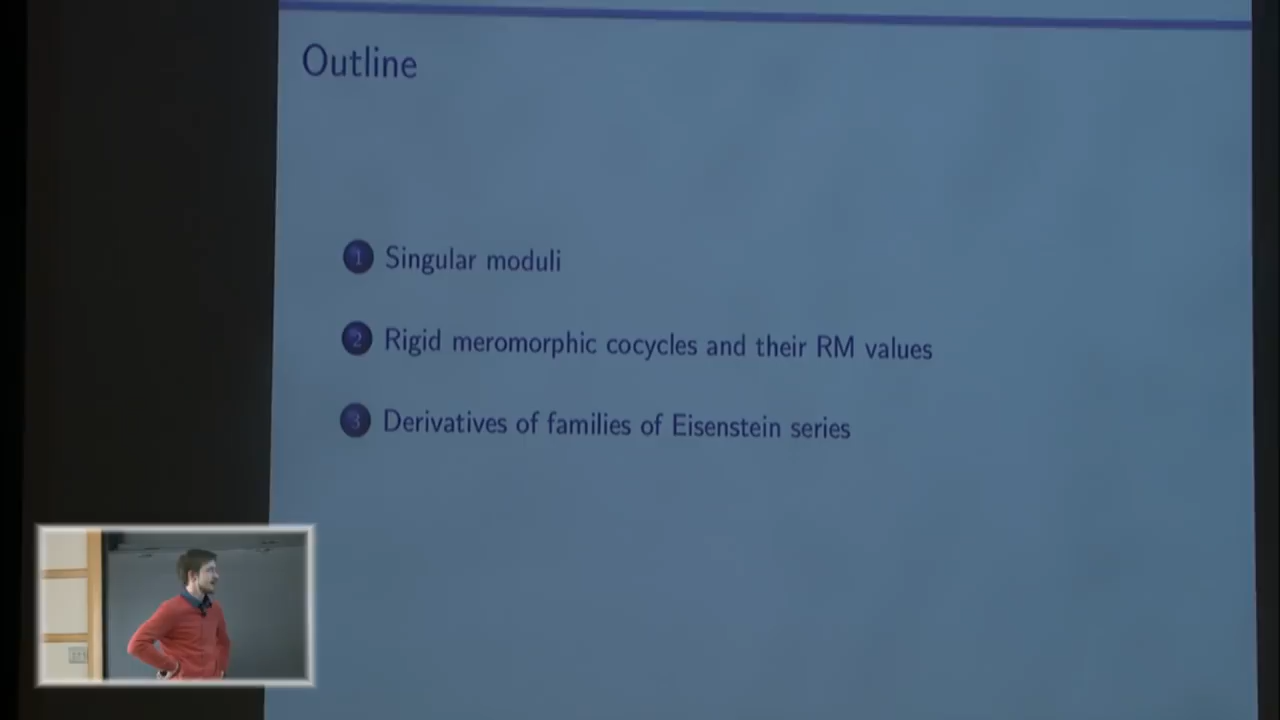 Outline
1 Singular moduli
2 Rigid meromorphic cocycles and their RM values
3 Derivatives of families of Eisenstein series